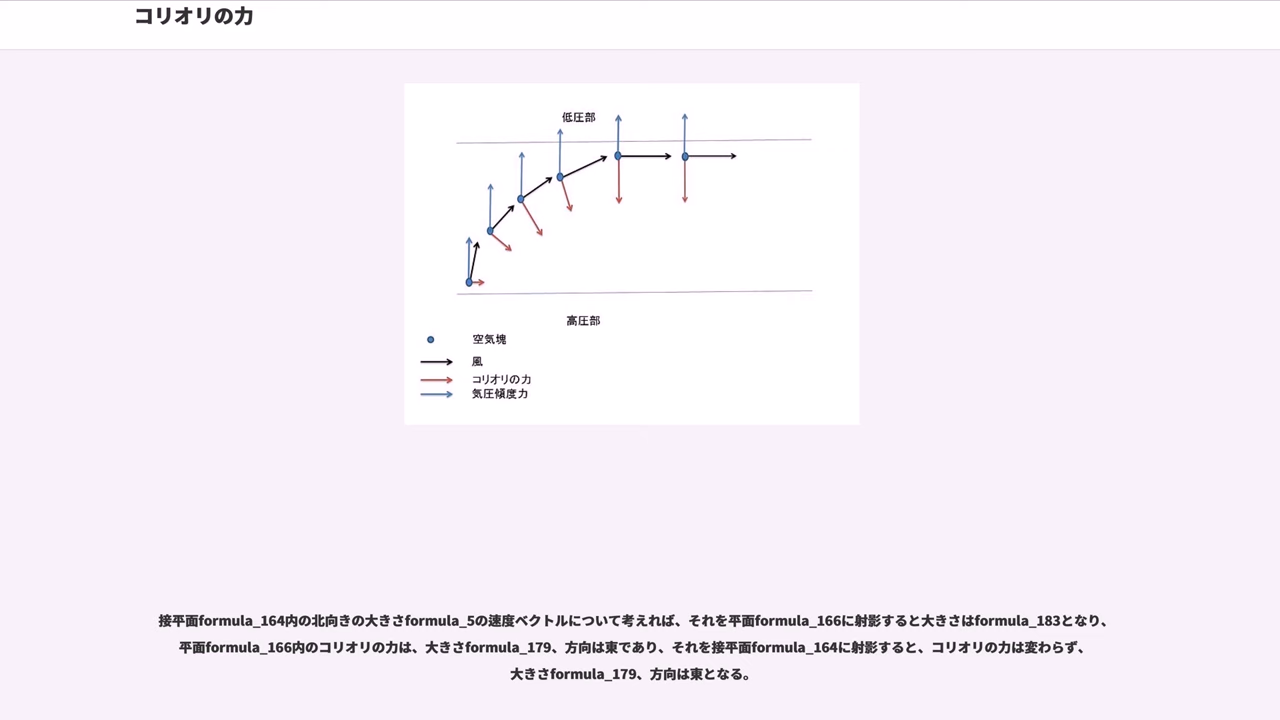 コリオリの力
低圧部
高圧部
空気塊
風
コリオリの力
気圧傾度力
接平面formula_164内の北向きの大きさformula_5の速度ベクトルについて考えれば、それを平面formula_166に射影すると大きさはformula_183となり、
平面formula_166内のコリオリの力は、大きさformula_179、方向は東であり、それを接平面formula_164に射影すると、コリオリの力は変わらず、
大きさformula_179、方向は東となる。